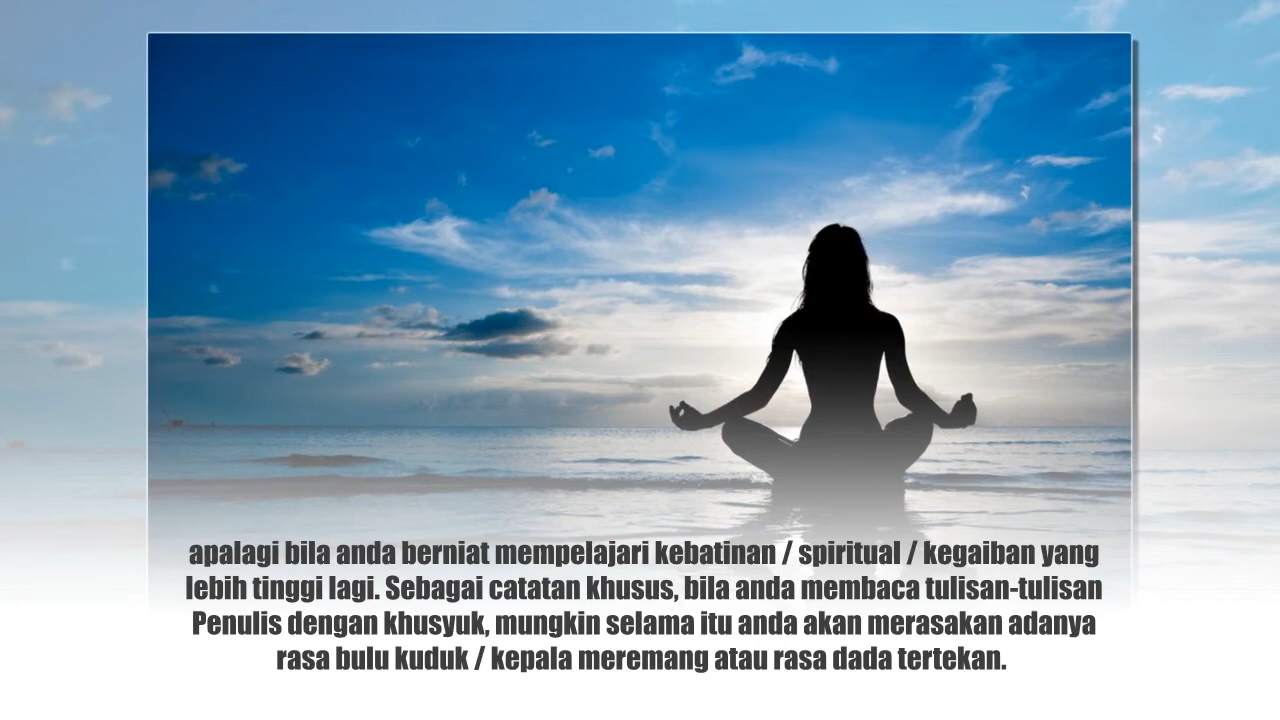 apalagi bila anda berniat mempelajari kebatinan / spiritual / kegaiban yang
lebih tinggi lagi. Sebagai catatan khusus, bila anda membaca tulisan-tulisan
Penulis dengan khusyuk, mungkin selama itu anda akan merasakan adanya
rasa bulu kuduk / kepala meremang atau rasa dada tertekan.